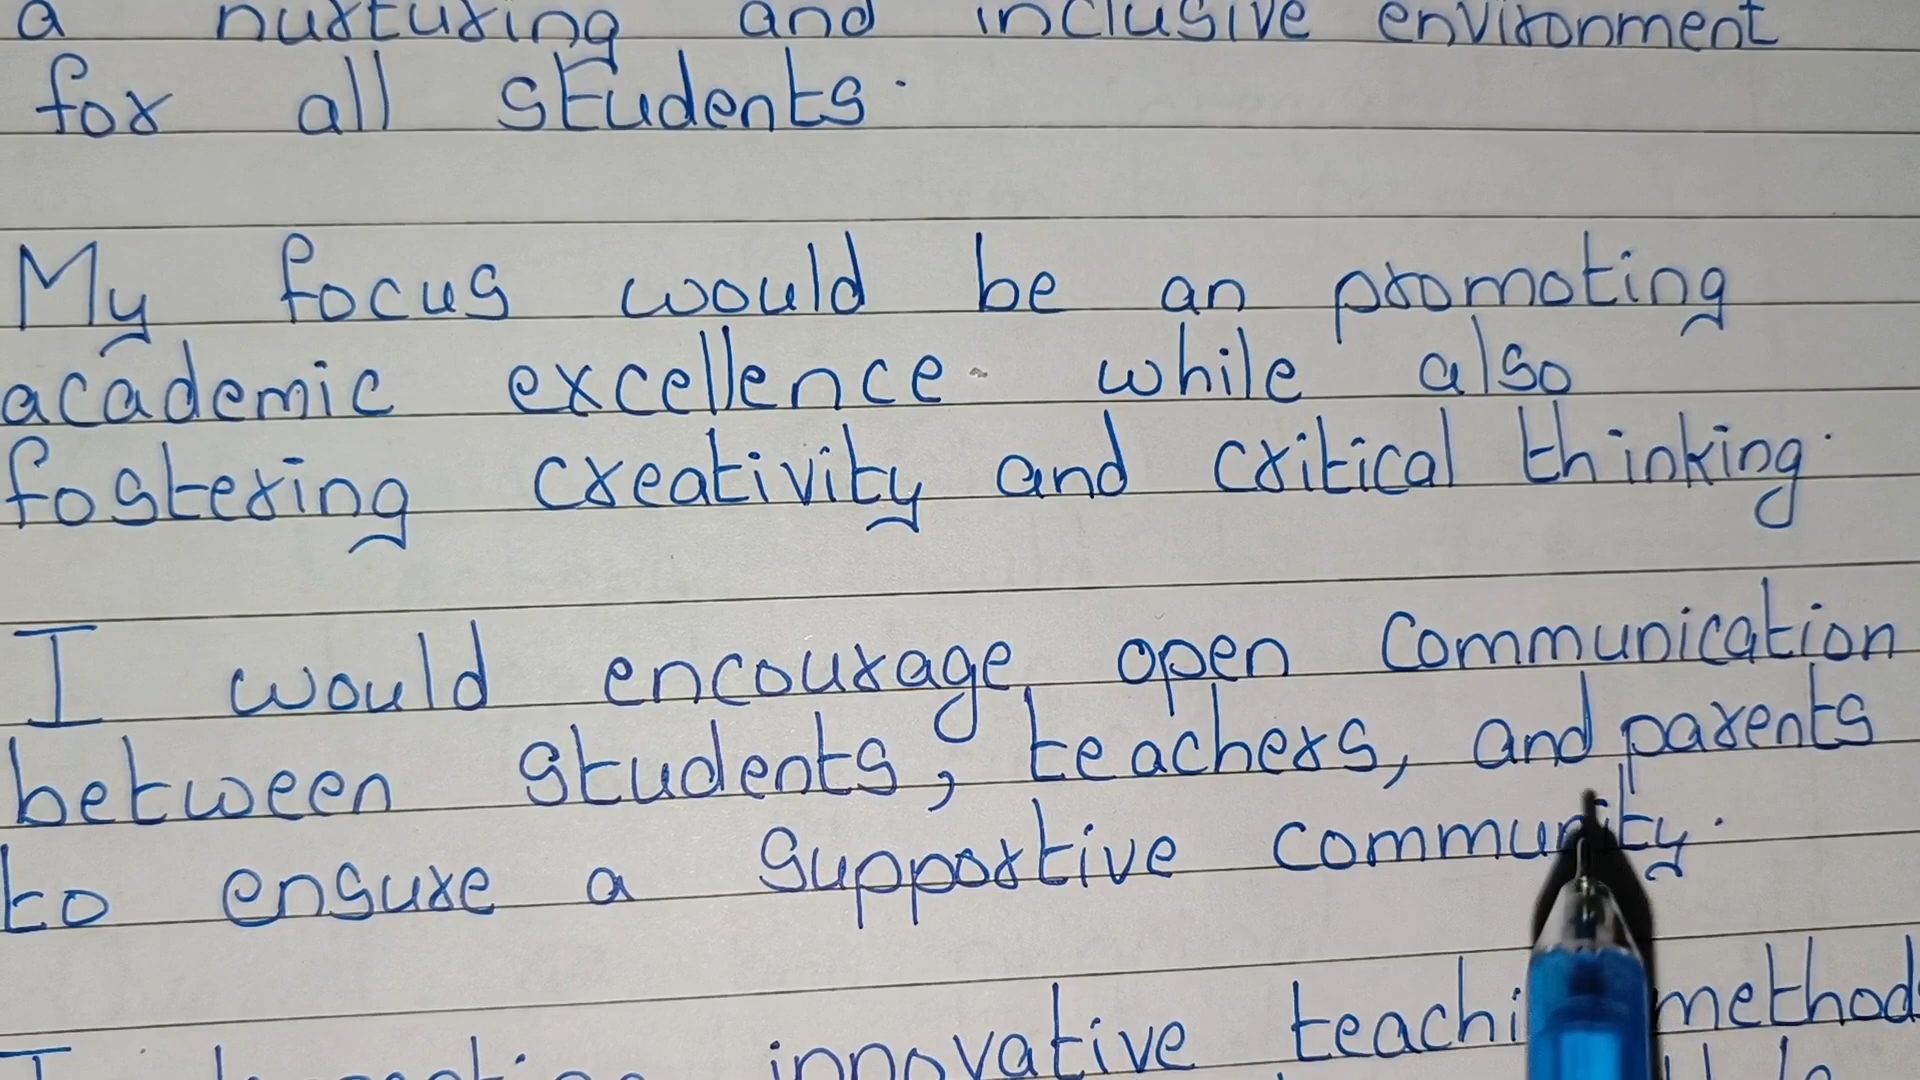 a nurturing and inclusive environment
for all students.
My focus would be an promoting
academic excellence while also
fostering creativity and critical thinking.
I would encourage open communication
between students, teachers, and parents
to ensure a supportive community.
innovative method